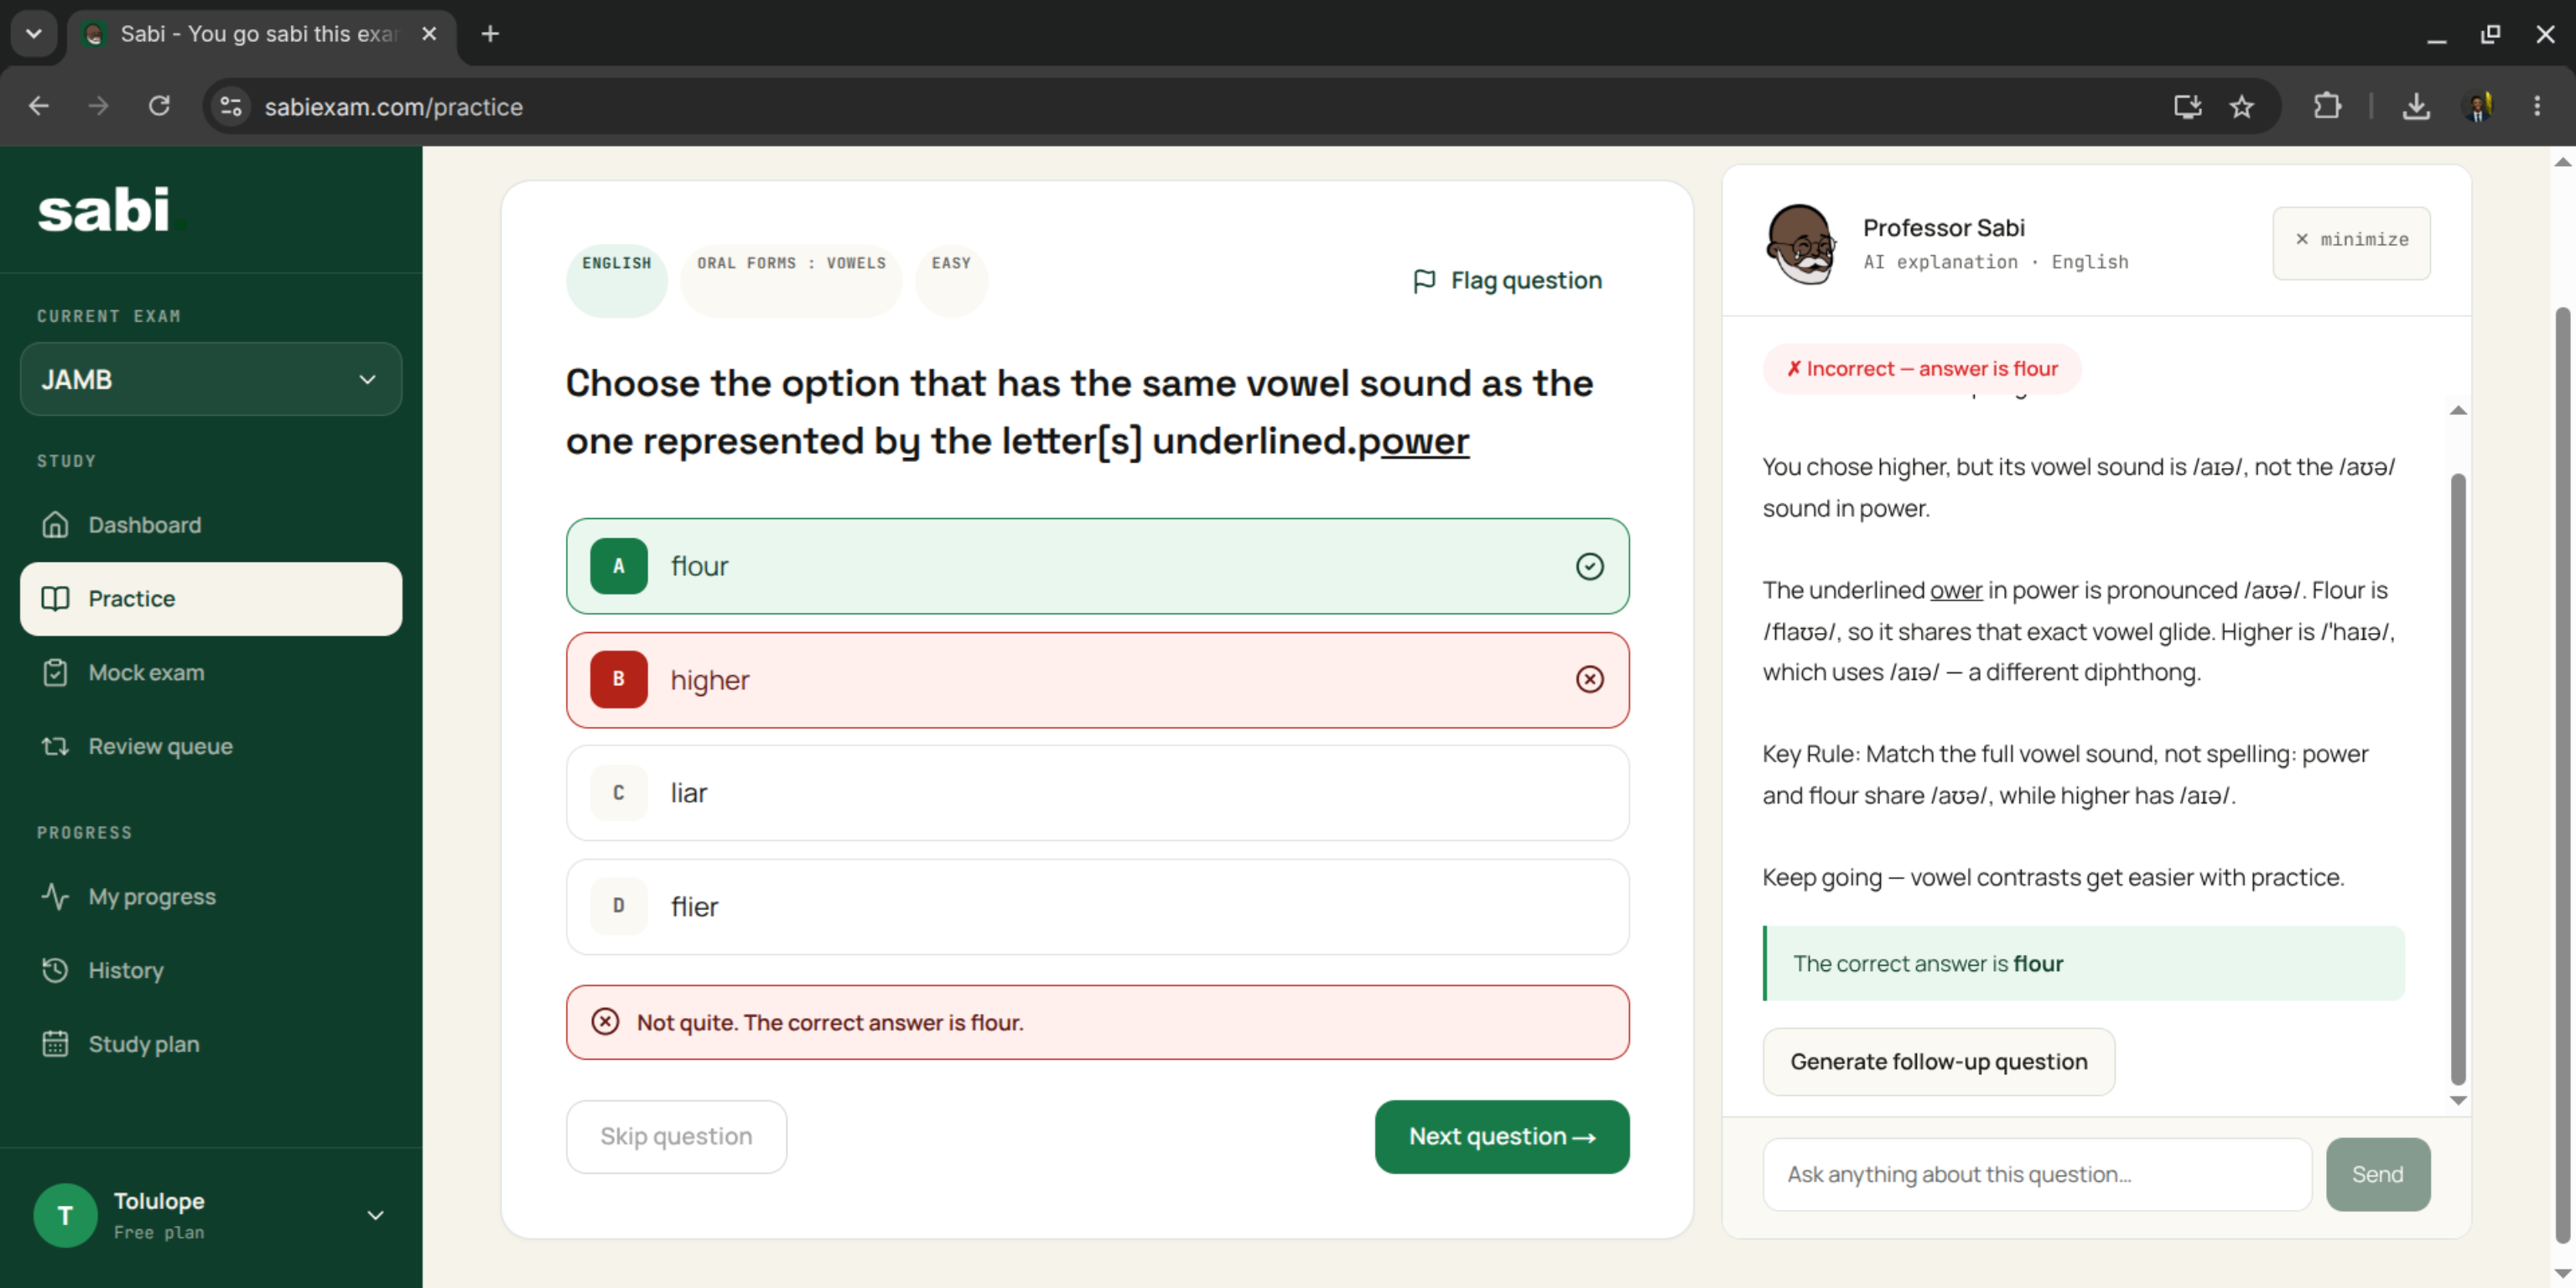 Sabi - You go sabi this exa
sabiexam.com/practice
sabi.
CURRENT EXAM
JAMB
STUDY
Dashboard
Practice
Mock exam
Review queue
PROGRESS
My progress
History
Study plan
T
Tolulope
Free plan
ENGLISH
ORAL FORMS : VOWELS
EASY
Flag question
Choose the option that has the same vowel sound as the
one represented by the letter[s] underlined.power
A
flour
B
higher
C
liar
D
flier
Not quite. The correct answer is flour.
Skip question
Next question →
Professor Sabi
AI explanation · English
× minimize
✗ Incorrect — answer is flour
You chose higher, but its vowel sound is /aɪə/, not the /aʊə/
sound in power.
The underlined ower in power is pronounced /aʊə/. Flour is
/flaʊə/, so it shares that exact vowel glide. Higher is /ˈhaɪə/,
which uses /aɪə/ — a different diphthong.
Key Rule: Match the full vowel sound, not spelling: power
and flour share /aʊə/, while higher has /aɪə/.
Keep going — vowel contrasts get easier with practice.
The correct answer is flour
Generate follow-up question
Ask anything about this question...
Send